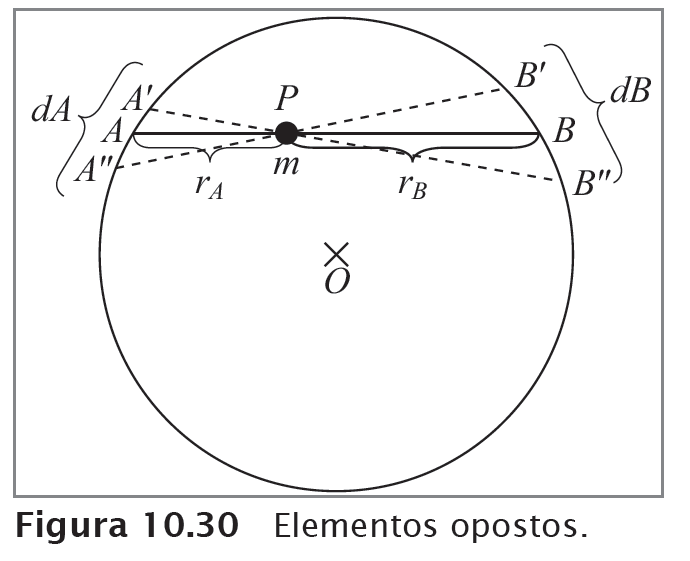 B'
dA
A'
P
dB
A
B
A"
m
r_A
r_B
B"
O
Figura 10.30 Elementos opostos.